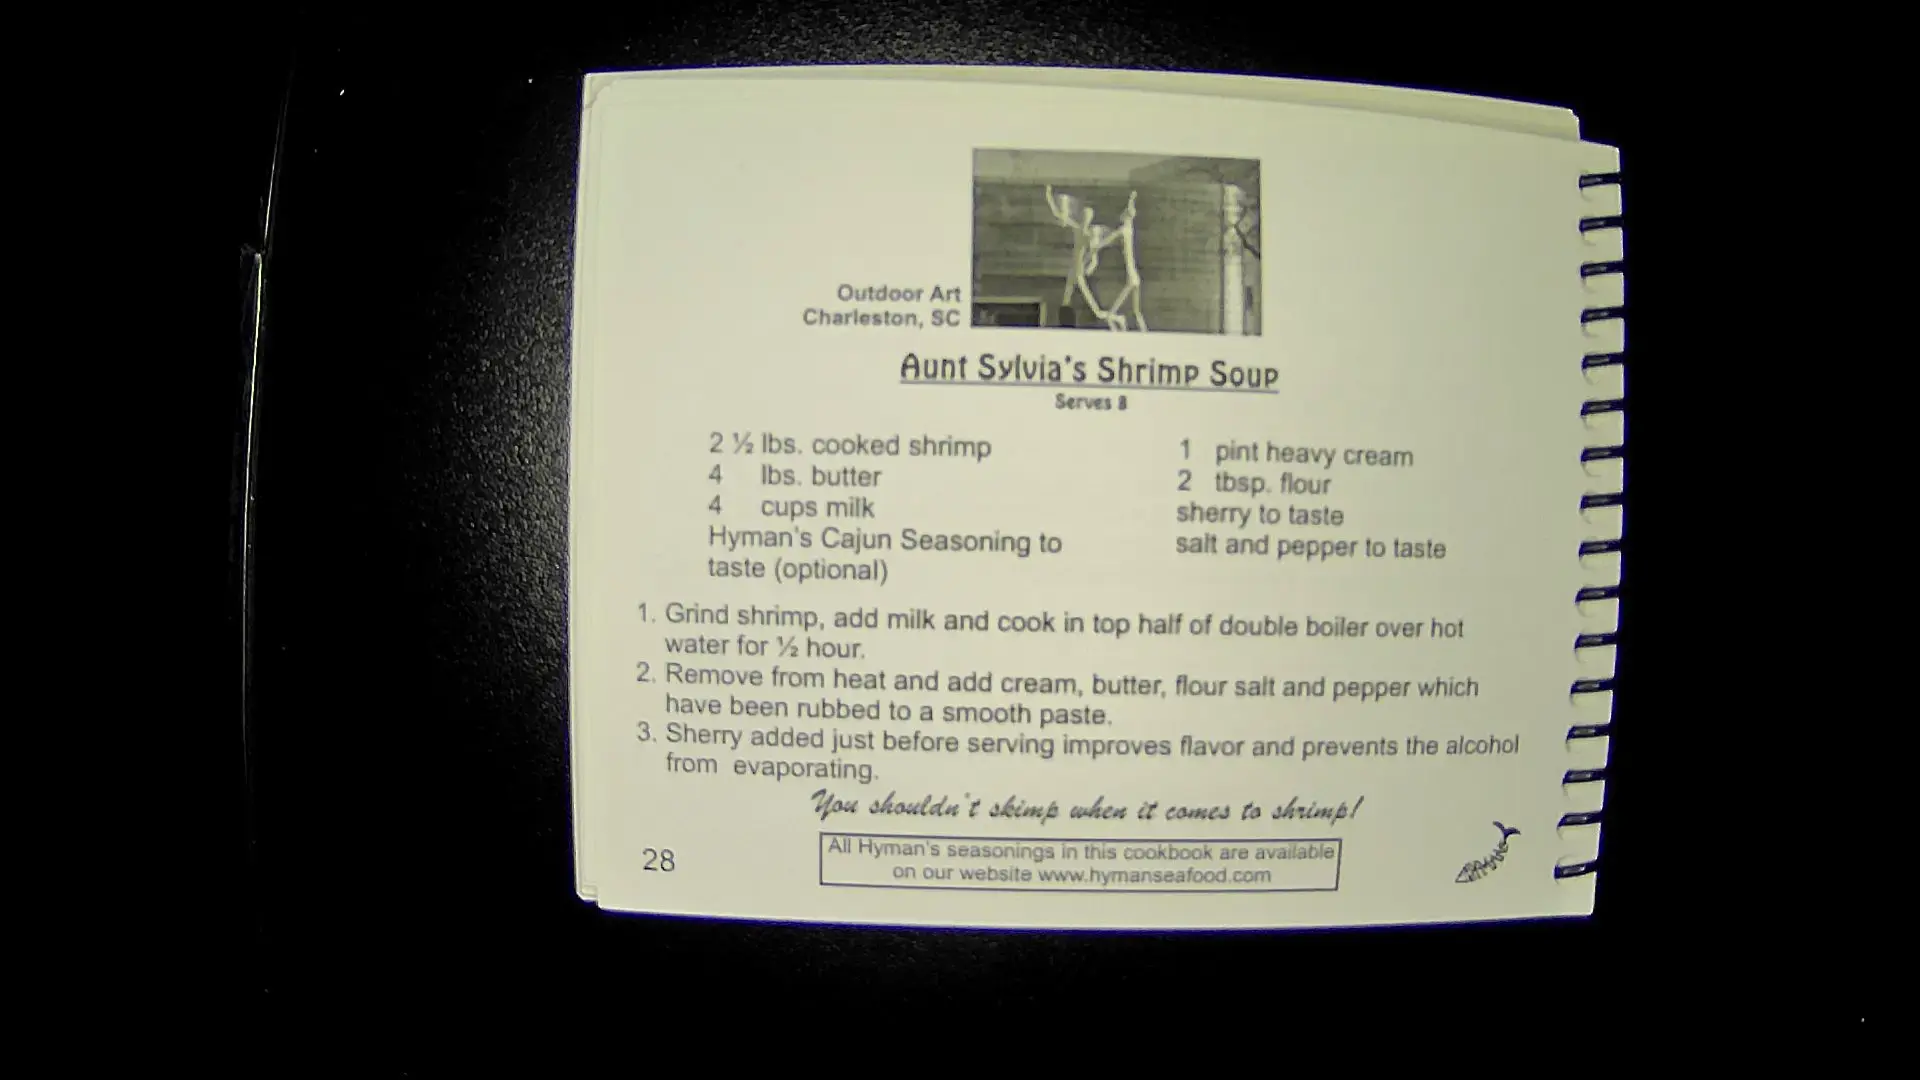 Outdoor Art
Charleston, SC
Aunt Sylvia's Shrimp Soup
Serves 8
2 ½ lbs. cooked shrimp
4 lbs. butter
4 cups milk
Hyman's Cajun Seasoning to
taste (optional)
1 pint heavy cream
2 tbsp. flour
sherry to taste
salt and pepper to taste
1. Grind shrimp, add milk and cook in top half of double boiler over hot
water for ½ hour.
2. Remove from heat and add cream, butter, flour salt and pepper which
have been rubbed to a smooth paste.
3. Sherry added just before serving improves flavor and prevents the alcohol
from evaporating.
You shouldn't skimp when it comes to shrimp!
All Hyman's seasonings in this cookbook are available
on our website www.hymanseafood.com
28